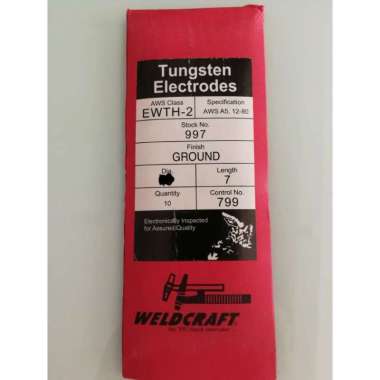 Tungsten
Electrodes
AWS Class
Specification
EWTH-2
AWS A5, 12-80
Stock No.
997
Finish
GROUND
Dia.
Length
7
Quantity
Control No.
10
799
Electronically Inspected
for Assured Quality
WELDCRAFT